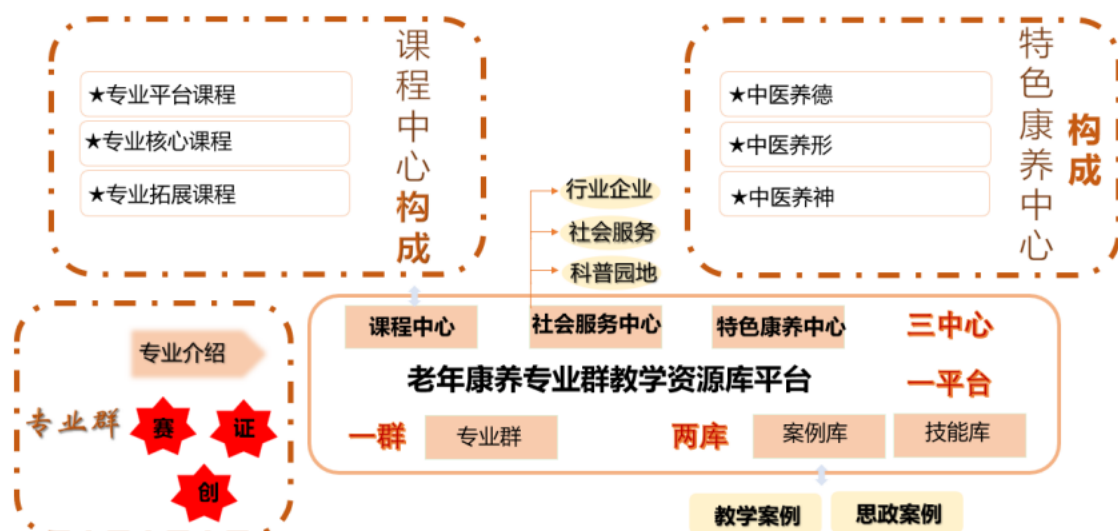 课程中心构成
★专业平台课程
★专业核心课程
★专业拓展课程
特色康养中心
构成
★中医养德
★中医养形
★中医养神
行业企业
社会服务
科普园地
专业介绍
专业群
赛
证
创
课程中心
社会服务中心
特色康养中心
三中心
老年康养专业群教学资源库平台
一平台
一群
专业群
两库
案例库
技能库
教学案例
思政案例